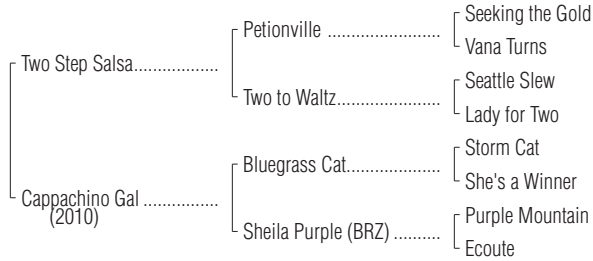 Seeking the Gold
Petionville ........................
Vana Turns
Two Step Salsa..................
Seattle Slew
Two to Waltz......................
Lady for Two
Storm Cat
Bluegrass Cat....................
She's a Winner
Cappachino Gal ................
(2010)
Purple Mountain
Sheila Purple (BRZ) ..........
Ecoute